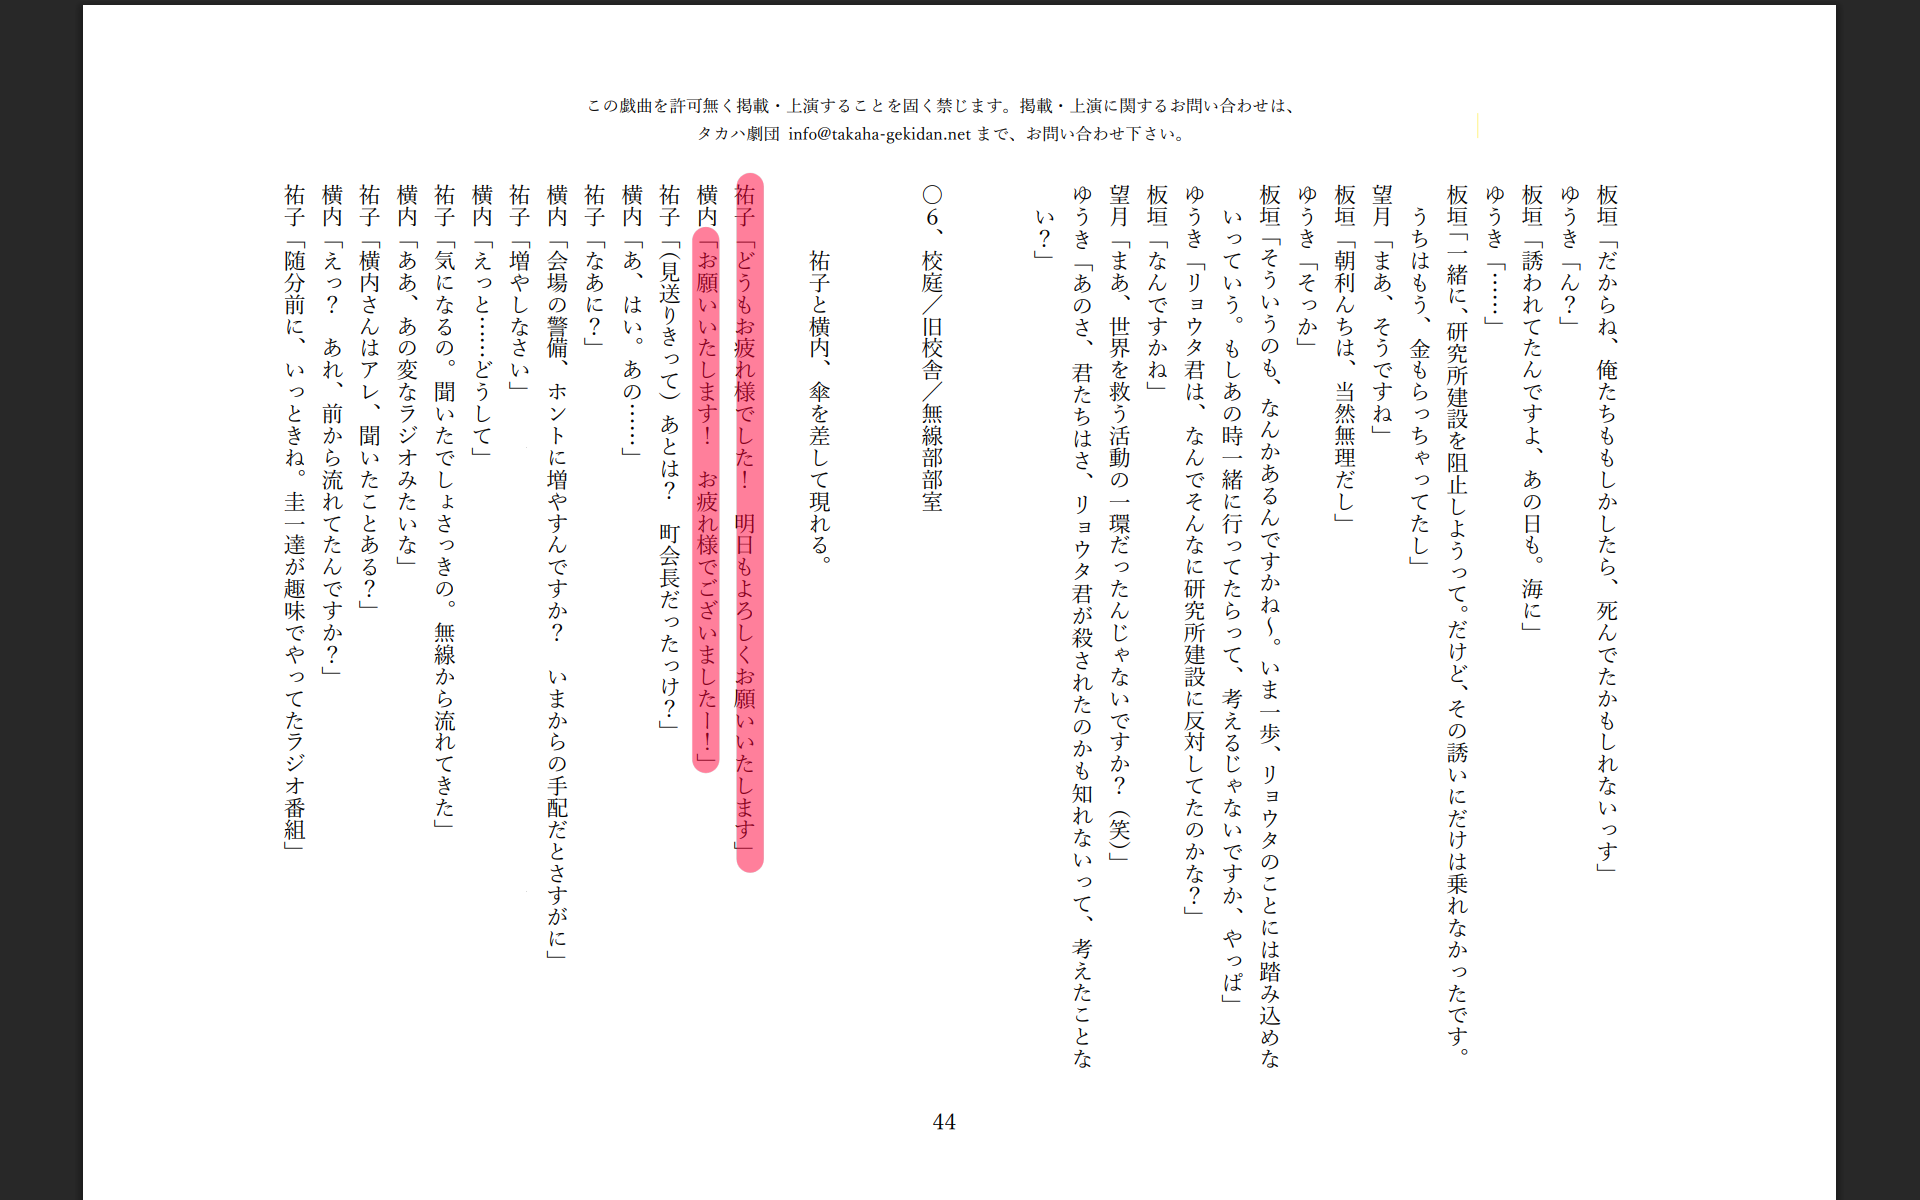 この戯曲を許可無く掲載・上演することを固く禁じます。掲載・上演に関するお問い合わせは、
タカハ劇団 info@takaha-gekidan.net まで、お問い合わせ下さい。
板垣「だからね、俺たちももしかしたら、死んでたかもしれないっす」
ゆうき「ん？」
板垣「誘われてたんですよ、あの日も。海に」
ゆうき「……」
板垣「一緒に、研究所建設を阻止しようって。だけど、その誘いにだけは乗れなかったです。
うちはもう、金もらっちゃってたし」
望月「まあ、そうですね」
板垣「朝利んちは、当然無理だし」
ゆうき「そっか」
板垣「そういうのも、なんかあるんですかね～。いま一歩、リョウタのことには踏み込めな
いっていう。もしあの時一緒に行ってたらって、考えるじゃないですか、やっぱ」
ゆうき「リョウタ君は、なんでそんなに研究所建設に反対してたのかな？」
板垣「なんですかね」
望月「まあ、世界を救う活動の一環だったんじゃないですか？（笑）」
ゆうき「あのさ、君たちはさ、リョウタ君が殺されたのかも知れないって、考えたことな
い？」
〇６、校庭／旧校舎／無線部部室
祐子と横内、傘を差して現れる。
祐子「どうもお疲れ様でした！　明日もよろしくお願いいたします」
横内「お願いいたします！　お疲れ様でございましたー！」
祐子「（見送りきって）あとは？　町会長だったっけ？」
横内「あ、はい。あの……」
祐子「なあに？」
横内「会場の警備、ホントに増やすんですか？　いまからの手配だとさすがに」
祐子「増やしなさい」
横内「えっと……どうして」
祐子「気になるの。聞いたでしょさっきの。無線から流れてきた」
横内「ああ、あの変なラジオみたいな」
祐子「横内さんはアレ、聞いたことある？」
横内「えっ？　あれ、前から流れてたんですか？」
祐子「随分前に、いっときね。圭一達が趣味でやってたラジオ番組」
44